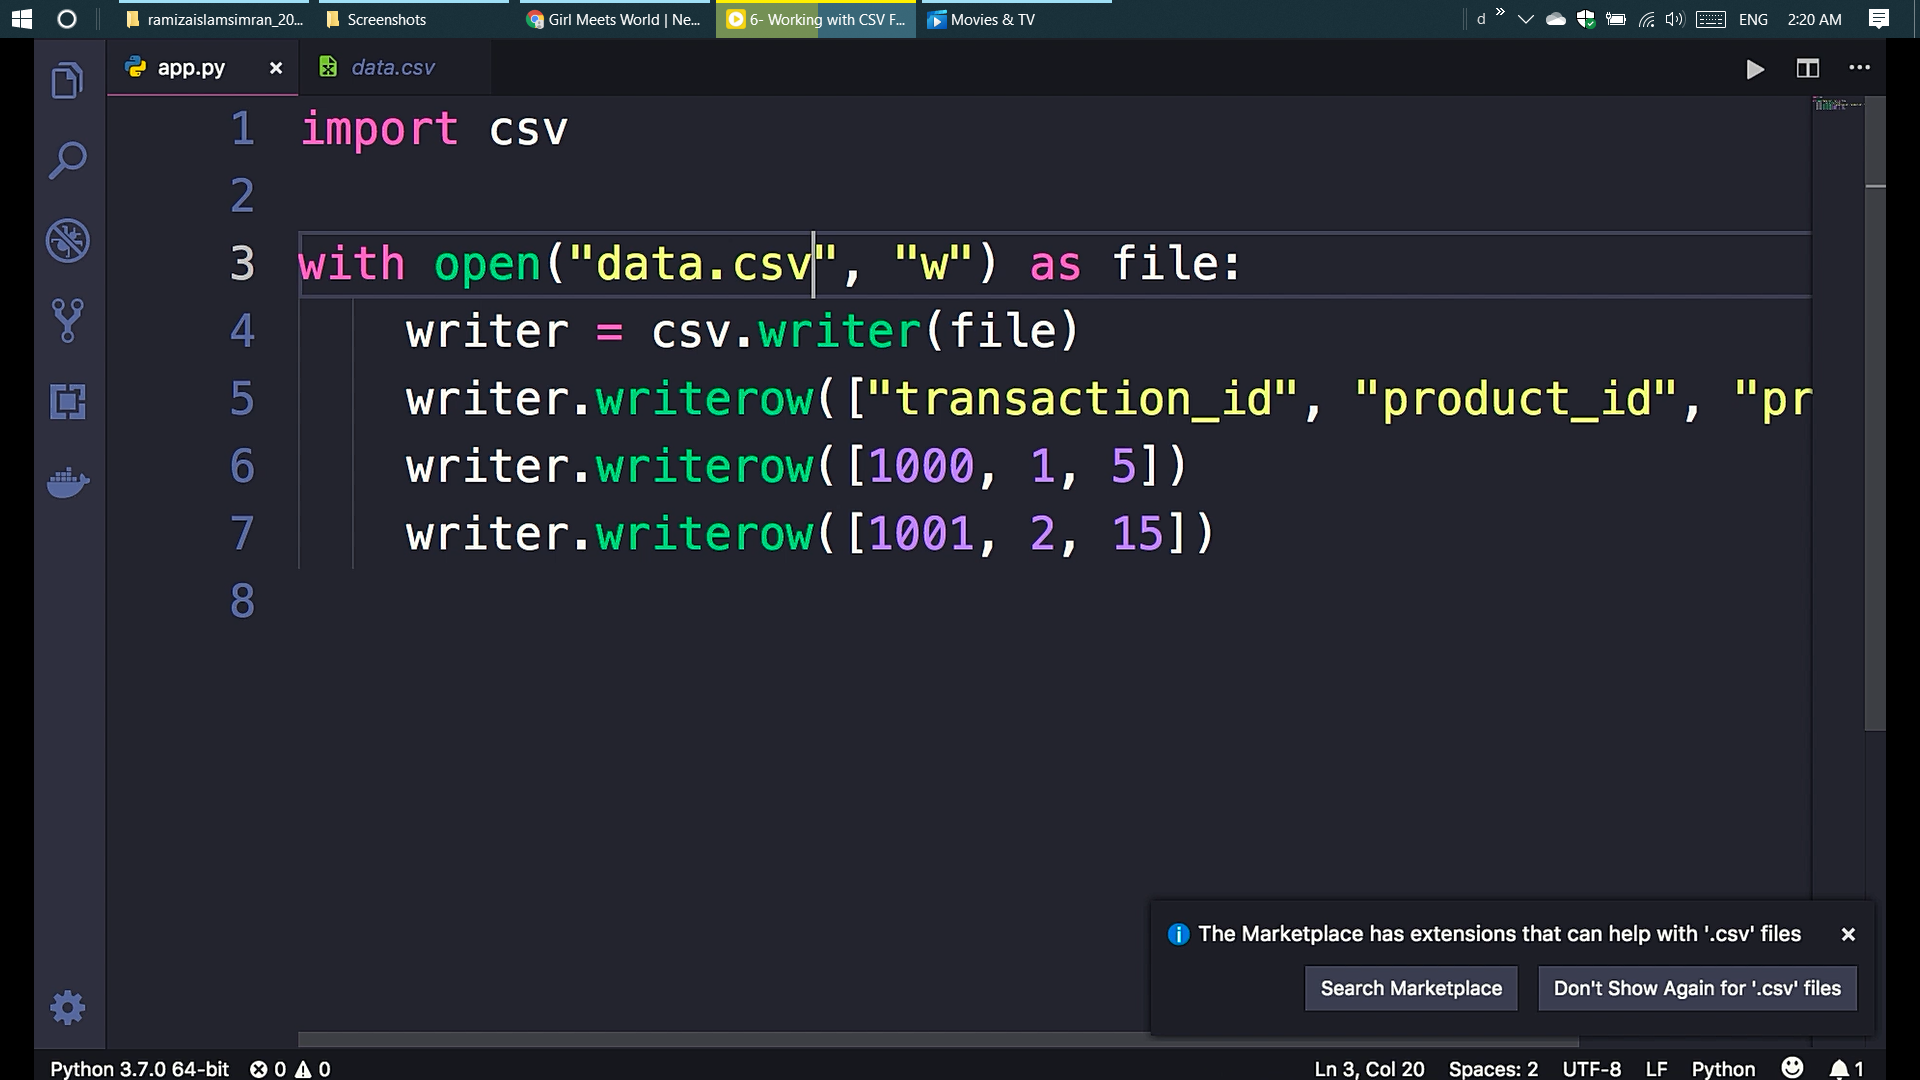 ramizaislamsimran_20...
Screenshots
Girl Meets World | Ne...
6- Working with CSV F...
Movies & TV
d » ENG 2:20 AM
app.py × data.csv
1 import csv
2
3 with open("data.csv", "w") as file:
4 writer = csv.writer(file)
5 writer.writerow(["transaction_id", "product_id", "pr
6 writer.writerow([1000, 1, 5])
7 writer.writerow([1001, 2, 15])
8
The Marketplace has extensions that can help with '.csv' files
Search Marketplace
Don't Show Again for '.csv' files
Python 3.7.0 64-bit 0 0 Ln 3, Col 20 Spaces: 2 UTF-8 LF Python 1